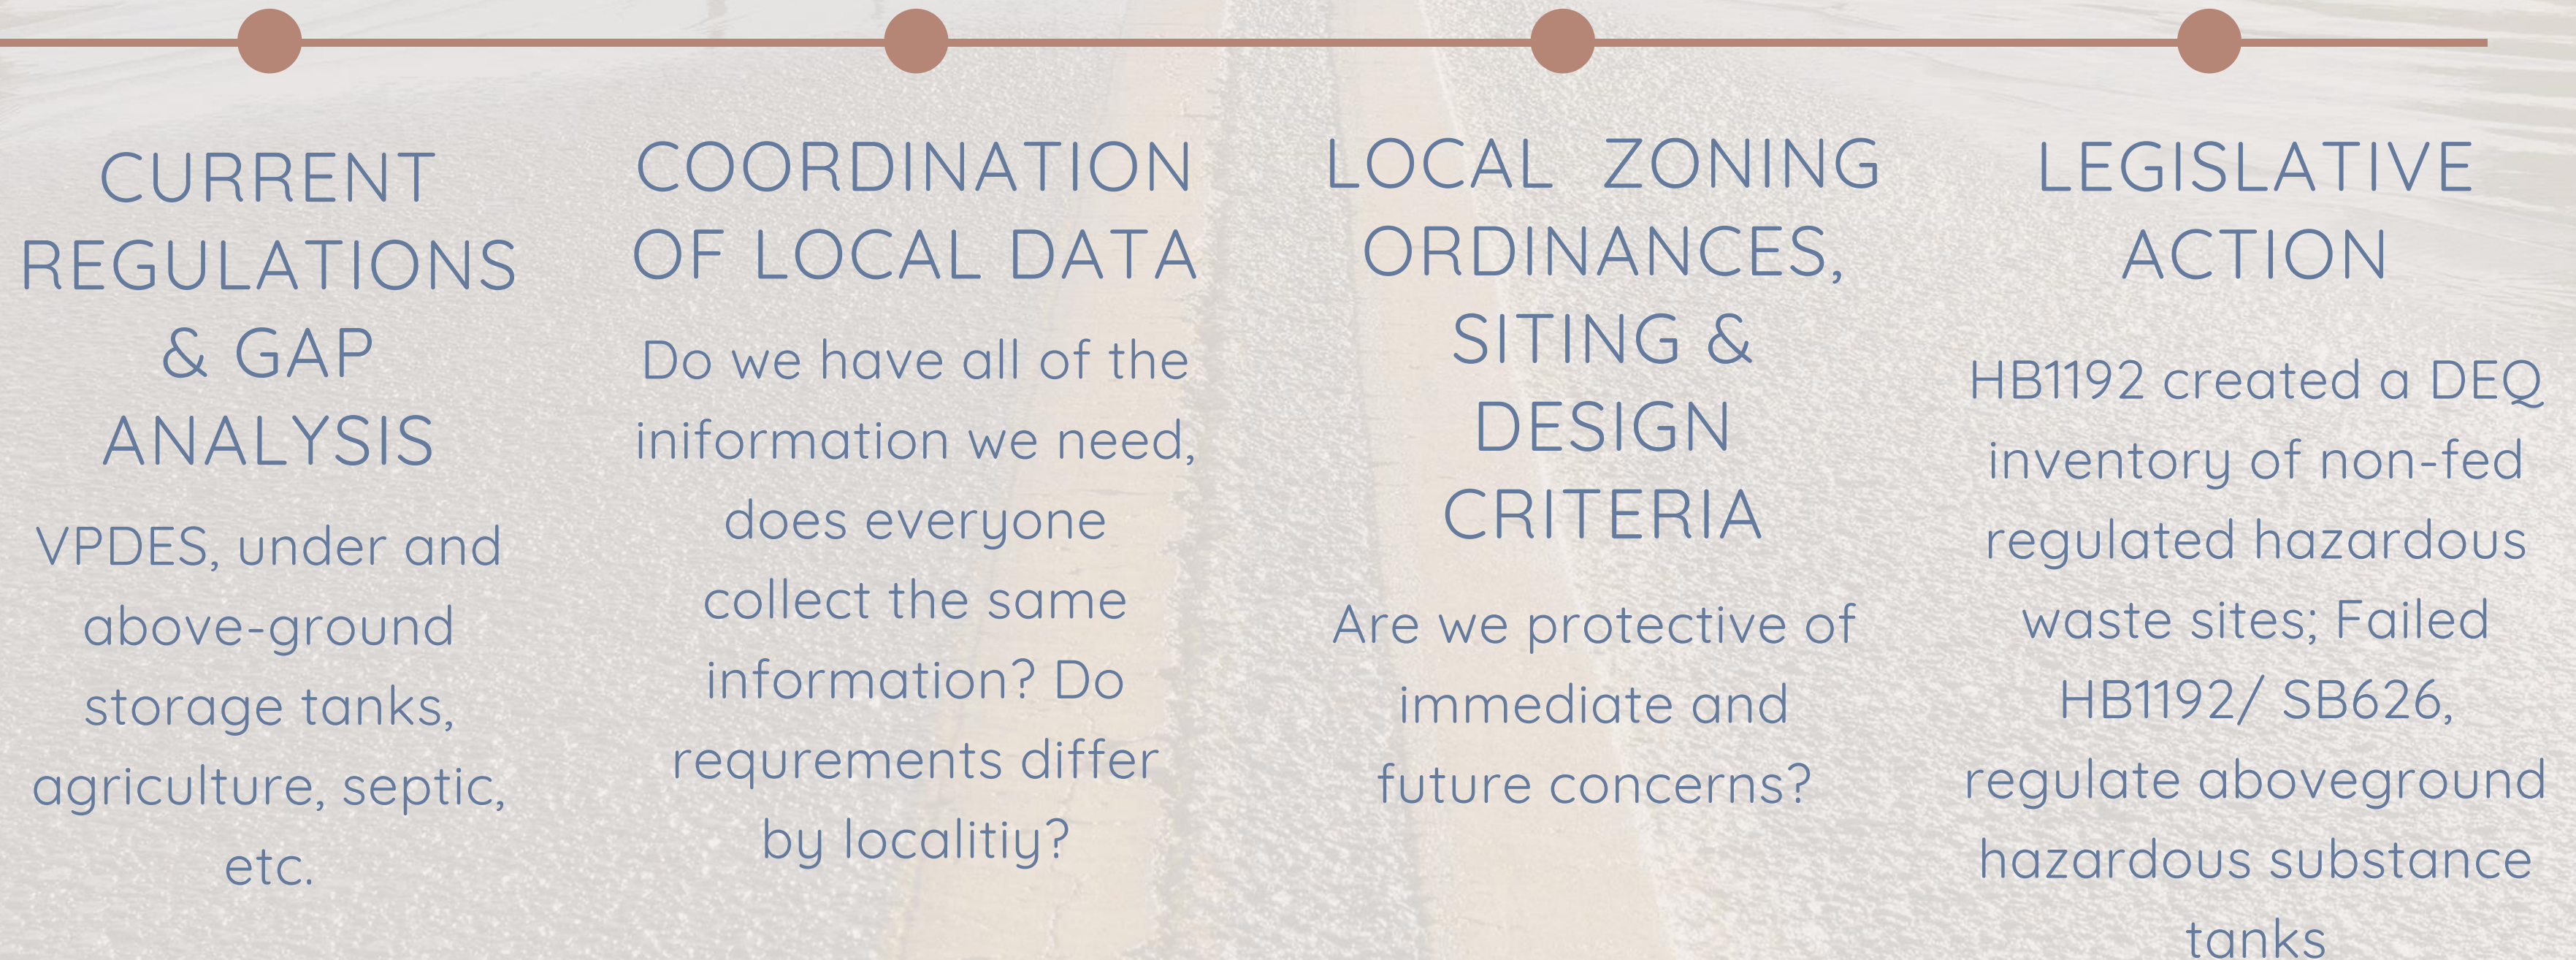 CURRENT
REGULATIONS
& GAP
ANALYSIS
VPDES, under and
above-ground
storage tanks,
agriculture, septic,
etc.
COORDINATION
OF LOCAL DATA
Do we have all of the
iniformation we need,
does everyone
collect the same
information? Do
requrements differ
by localitiy?
LOCAL ZONING
ORDINANCES,
SITING &
DESIGN
CRITERIA
Are we protective of
immediate and
future concerns?
LEGISLATIVE
ACTION
HB1192 created a DEQ
inventory of non-fed
regulated hazardous
waste sites; Failed
HB1192/ SB626,
regulate aboveground
hazardous substance
tanks